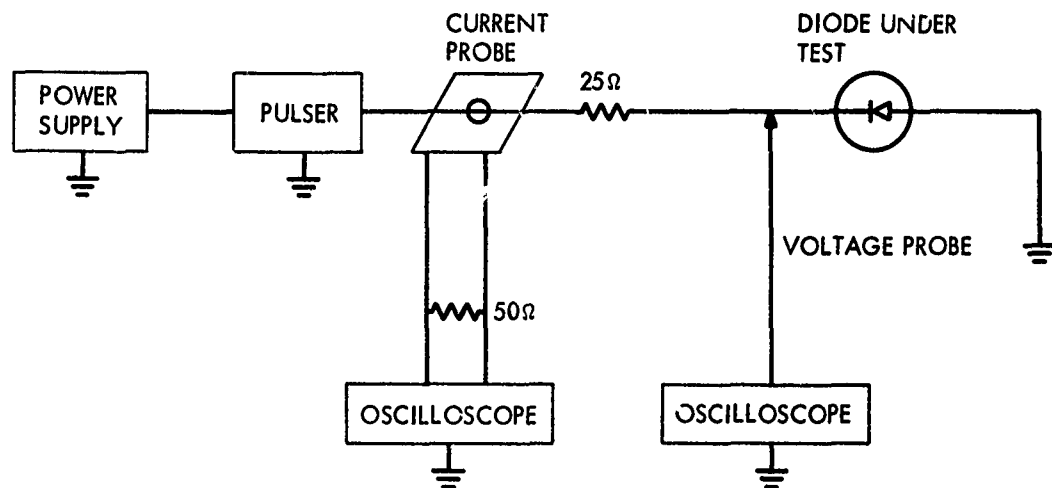 CURRENT
PROBE
DIODE UNDER
TEST
POWER
SUPPLY
PULSER
25Ω
VOLTAGE PROBE
50Ω
OSCILLOSCOPE
OSCILLOSCOPE